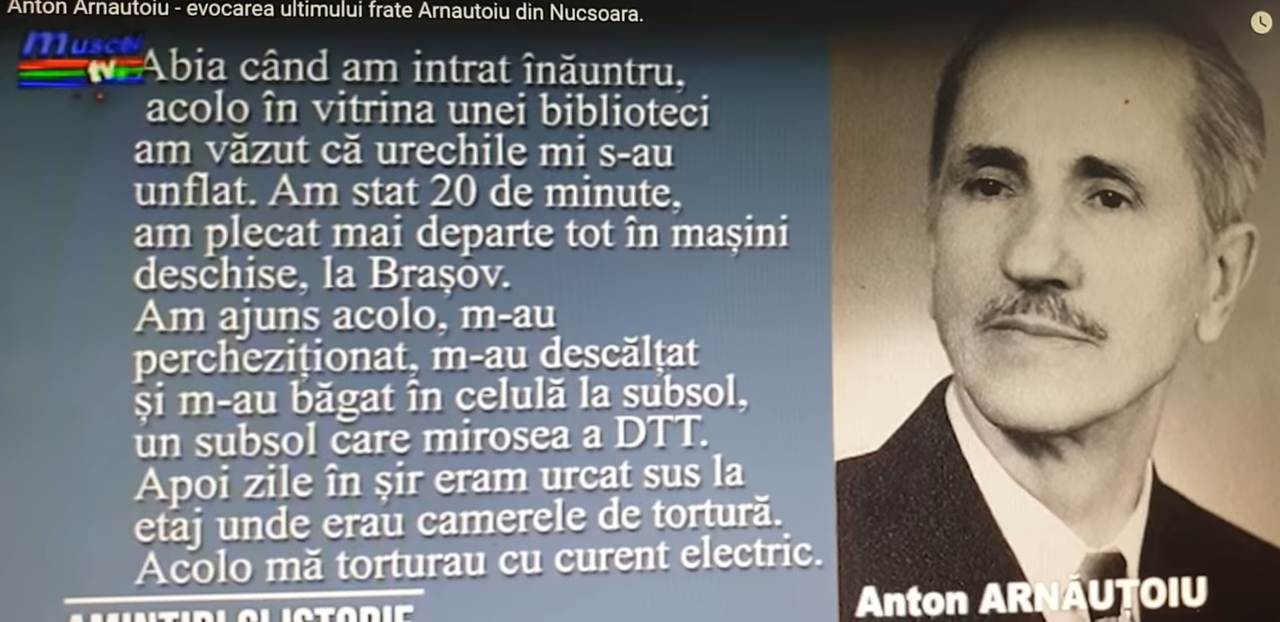 Anton Arnautoiu - evocarea ultimului frate Arnautoiu din Nucsoara.
Muscel
tv
Abia când am intrat înăuntru,
acolo în vitrina unei biblioteci
am văzut că urechile mi s-au
unflat. Am stat 20 de minute,
am plecat mai departe tot în mașini
deschise, la Brașov.
Am ajuns acolo, m-au
percheziționat, m-au descălțat
și m-au băgat în celulă la subsol,
un subsol care mirosea a DTT.
Apoi zile în șir eram urcat sus la
etaj unde erau camerele de tortură.
Acolo mă torturau cu curent electric.
AMINTIRI ȘI ISTORIE
Anton ARNĂUȚOIU